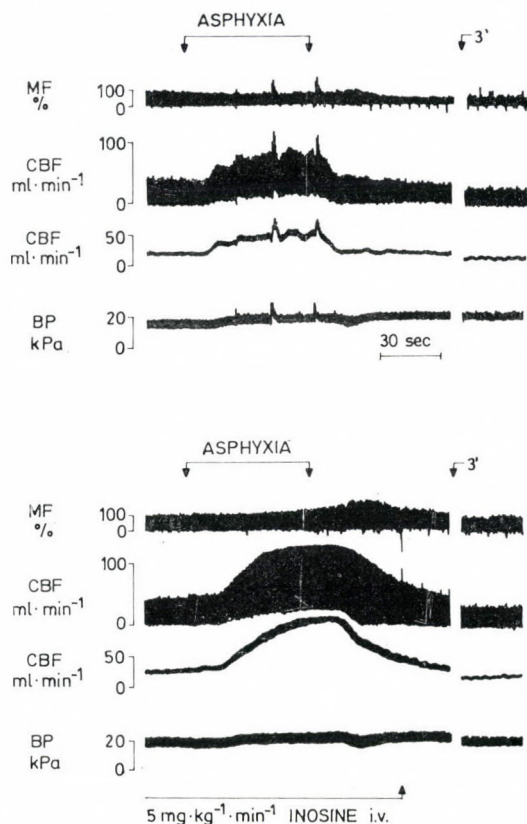 ASPHYXIA
3'
MF
%
100
0
CBF
ml·min⁻¹
100
0
CBF
ml·min⁻¹
50
0
BP
kPa
20
0
30 sec
ASPHYXIA
3'
MF
%
100
0
CBF
ml·min⁻¹
100
0
CBF
ml·min⁻¹
50
0
BP
kPa
20
0
5 mg·kg⁻¹·min⁻¹ INOSINE i.v.